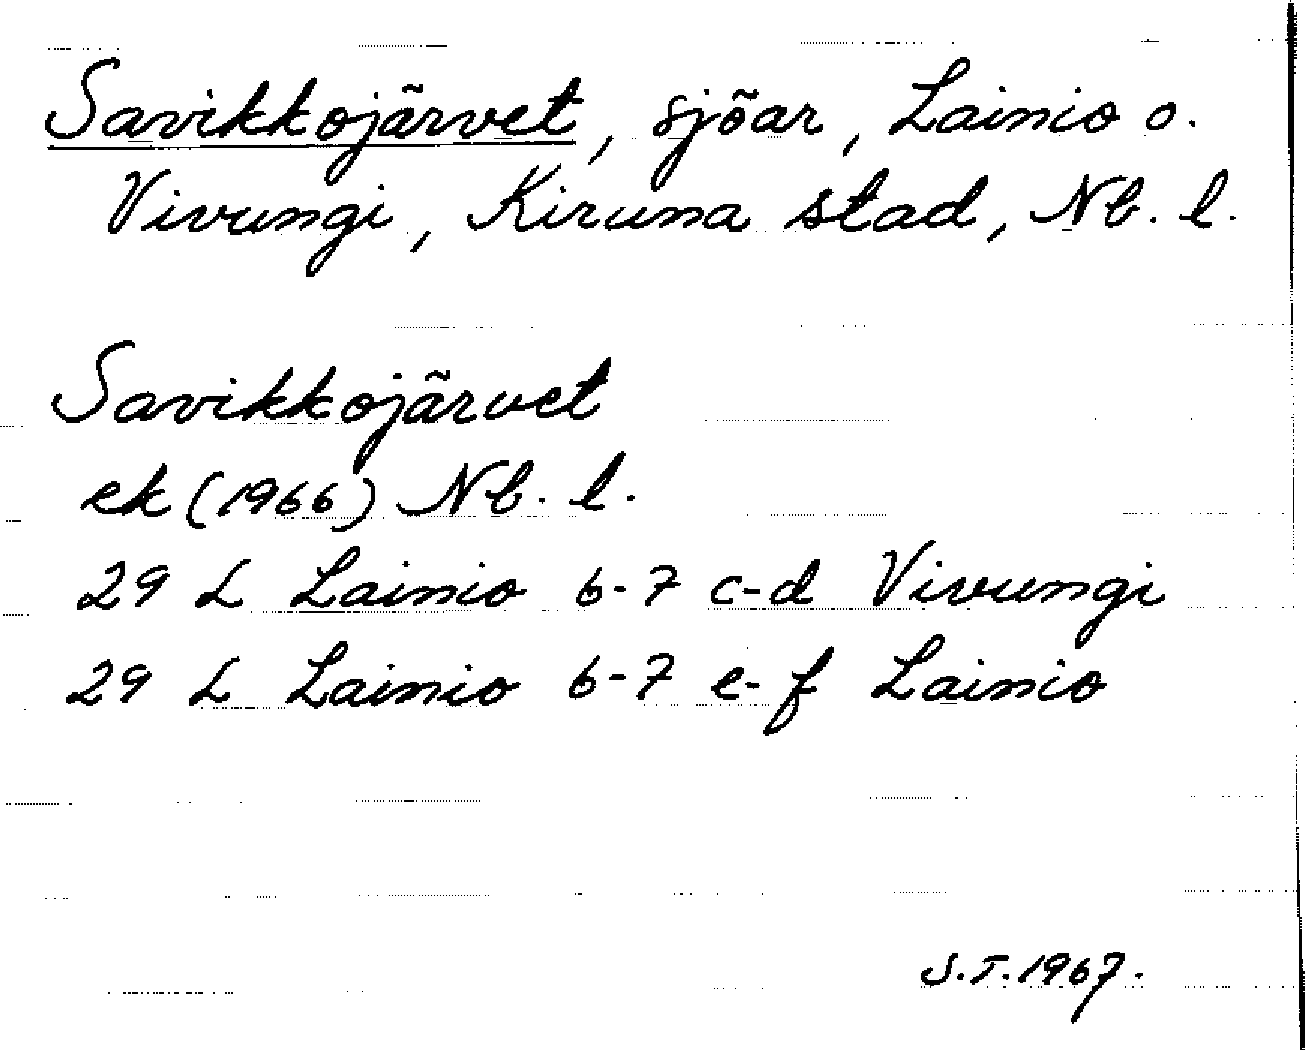 Savikkojärvet, sjöar, Lainio o.
Vivungi, Kiruna stad, Nb. l.
Savikkojärvet
ek (1966) Nb. l.
29 L Lainio 6-7 c-d Vivungi
29 L Lainio 6-7 e-f Lainio
S.T. 1967.